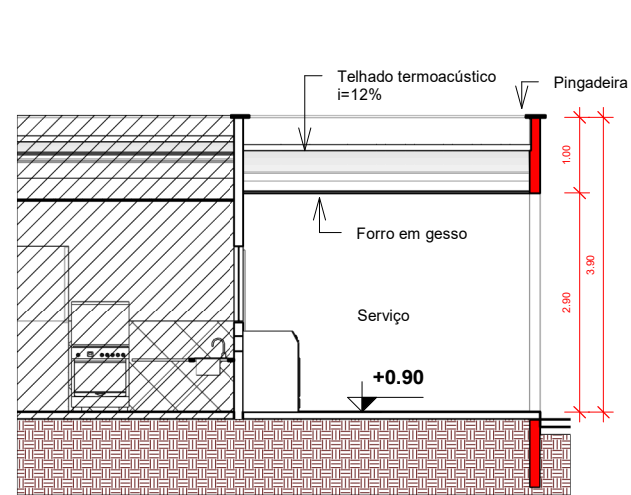 Telhado termoacústico
i=12%
Pingadeira
1.00
Forro em gesso
3.90
2.90
Serviço
+0.90